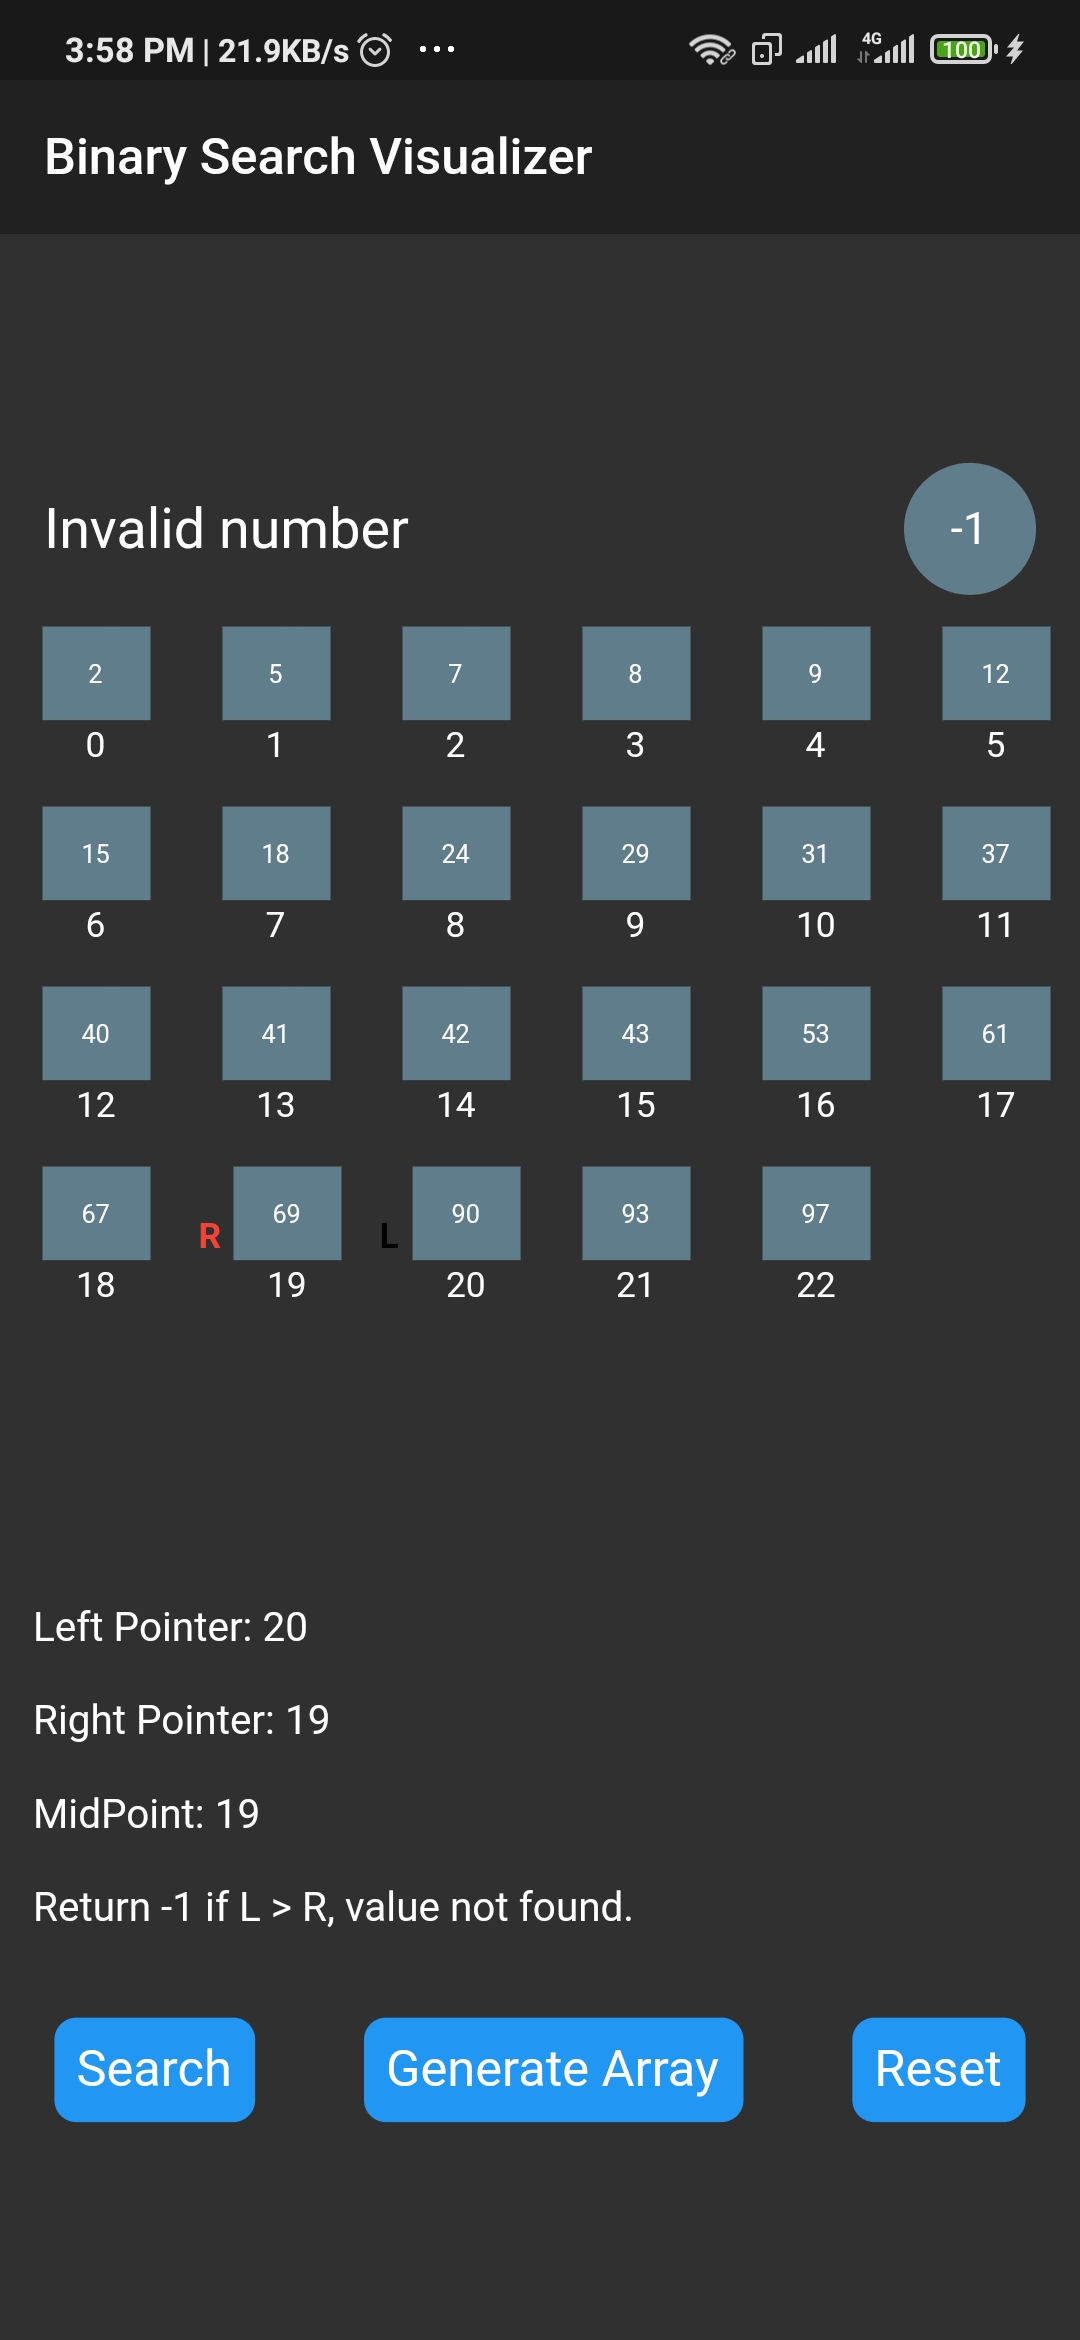 3:58 PM | 21.9KB/s ...
4G 100
Binary Search Visualizer
Invalid number -1
2 5 7 8 9 12
0 1 2 3 4 5
15 18 24 29 31 37
6 7 8 9 10 11
40 41 42 43 53 61
12 13 14 15 16 17
67 R 69 L 90 93 97
18 19 20 21 22
Left Pointer: 20
Right Pointer: 19
MidPoint: 19
Return -1 if L > R, value not found.
Search Generate Array Reset